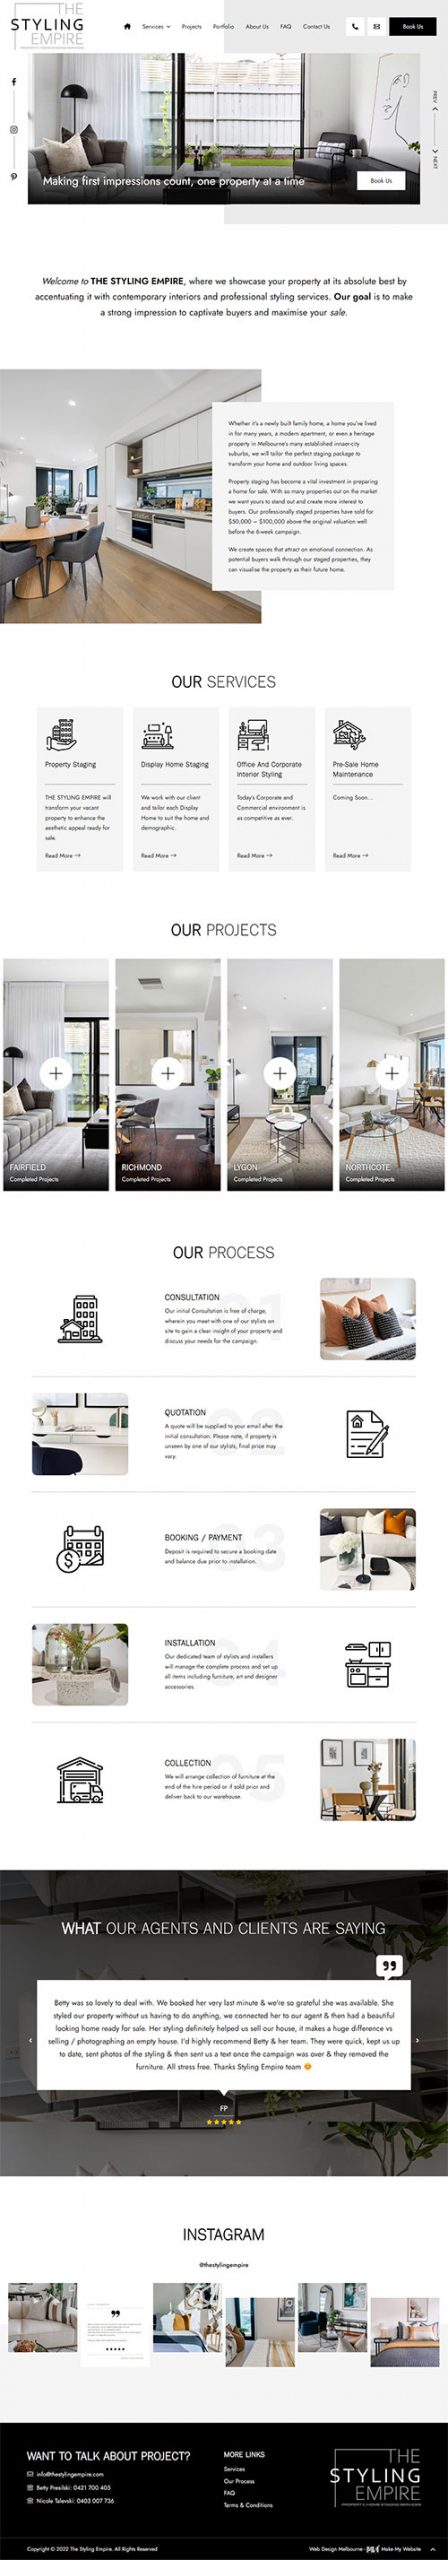 THE
STYLING
EMPIRE
PROPERTY/HOME STAGING SERVICES
Services
Projects
Portfolio
About Us
FAQ
Contact Us
Book Us
PREV
NEXT
Making first impressions count, one property at a time
Book Us
Welcome to THE STYLING EMPIRE, where we showcase your property at its absolute best by
accentuating it with contemporary interiors and professional styling services. Our goal is to make
a strong impression to captivate buyers and maximise your sale.
Whether it's a newly built family home, a home you've lived
in for many years, a modern apartment, or even a heritage
property in Melbourne's many established innser-city
suburbs, we will tailor the perfect staging package to
transform your home and outdoor living spaces.
Property staging has become a vital investment in preparing
a home for sale. With so many properties out on the market
we want yours to stand out and create more interest to
buyers. Our professionally staged properties have sold for
$50,000 – $100,000 above the original valuation well
before the 6-week campaign.
We create spaces that attract an emotional connection. As
potential buyers walk through our staged properties, they
can visualise the property as their future home.
OUR SERVICES
Property Staging
THE STYLING EMPIRE will
transform your vacant
property to enhance the
aesthetic appeal ready for
sale.
Read More →
Display Home Staging
We work with our client
and tailor each Display
Home to suit the home and
demographic.
Read More →
Office And Corporate
Interior Styling
Today's Corporate and
Commercial environment is
as competitive as ever.
Read More →
Pre-Sale Home
Maintenance
Coming Soon...
Read More →
OUR PROJECTS
FAIRFIELD
Completed Projects
RICHMOND
Completed Projects
LYGON
Completed Projects
NORTHCOTE
Completed Projects
OUR PROCESS
01
CONSULTATION
Our initial Consultation is free of charge,
wherein you meet with one of our stylists on
site to gain a clear insight of your property and
discuss your needs for the campaign.
02
QUOTATION
A quote will be supplied to your email after the
initial consultation. Please note, if property is
unseen by one of our stylists, final price may
vary.
03
BOOKING / PAYMENT
Deposit is required to secure a booking date
and balance due prior to installation.
04
INSTALLATION
Our dedicated team of stylists and installers
will manage the complete process and set up
all items including furniture, art and designer
accessories.
05
COLLECTION
We will arrange collection of furniture at the
end of the hire period or if sold prior and
deliver back to our warehouse.
WHAT OUR AGENTS AND CLIENTS ARE SAYING
Betty was so lovely to deal with. We booked her very last minute & we're so grateful she was available. She
styled our property without us having to do anything, we connected her to our agent & then had a beautiful
looking home ready for sale. Her styling definitely helped us sell our house, it makes a huge difference vs
selling / photographing an empty house. I'd highly recommend Betty & her team. They were quick, kept us up
to date, sent photos of the styling & then sent us a text once the campaign was over & they removed the
furniture. All stress free. Thanks Styling Empire team 😊
FP
INSTAGRAM
@thestylingempire
WANT TO TALK ABOUT PROJECT?
info@thestylingempire.com
Betty Presilski: 0421 700 405
Nicole Talevski: 0403 007 736
MORE LINKS
Services
Our Process
FAQ
Terms & Conditions
THE
STYLING
EMPIRE
PROPERTY/HOME STAGING SERVICES
Copyright © 2022 The Styling Empire. All Rights Reserved
Web Design Melbourne - Make My Website